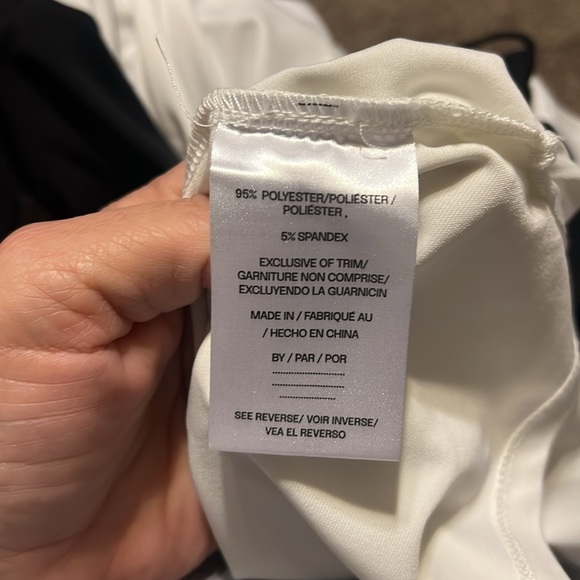 95% POLYESTER/POLIÉSTER/
POLIÉSTER,
5% SPANDEX
EXCLUSIVE OF TRIM/
GARNITURE NON COMPRISE/
EXCLUYENDO LA GUARNICIN
MADE IN / FABRIQUÉ AU
/ HECHO EN CHINA
BY / PAR / POR
SEE REVERSE/ VOIR INVERSE/
VEA EL REVERSO